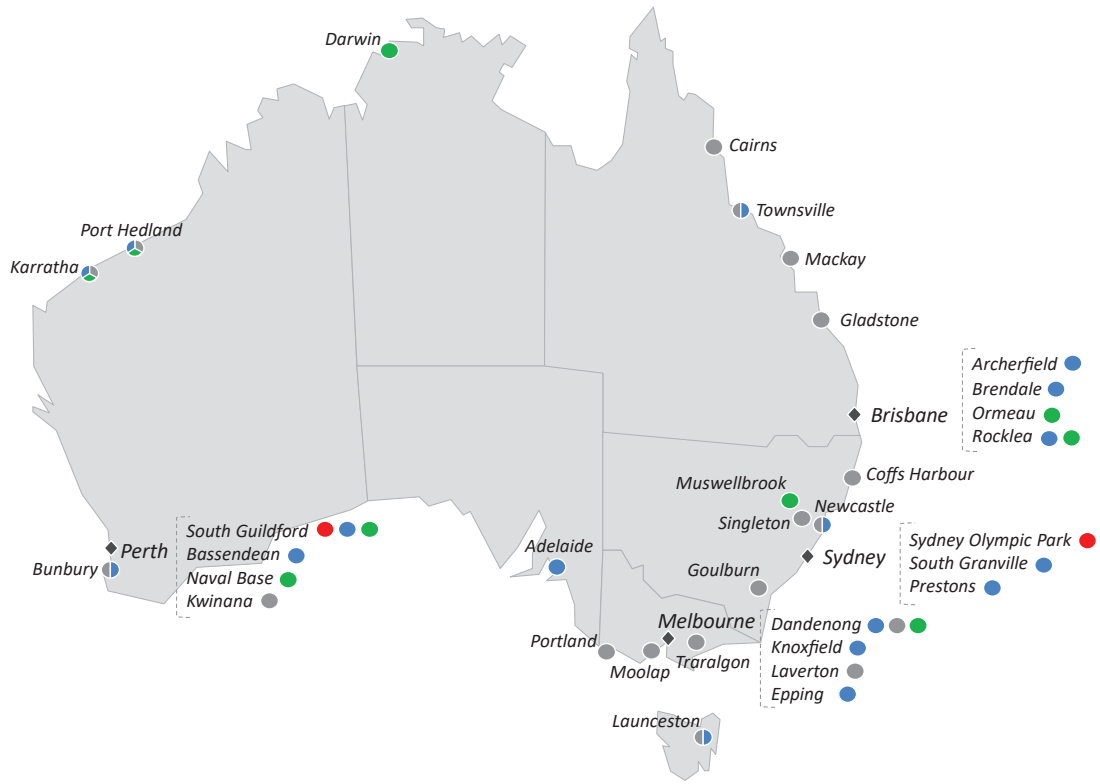 Darwin
Cairns
Townsville
Port Hedland
Mackay
Karratha
Gladstone
Archerfield
Brendale
Brisbane
Ormeau
Rocklea
Coffs Harbour
Muswellbrook
Newcastle
Singleton
South Guildford
Perth
Bassendean
Bunbury
Naval Base
Kwinana
Adelaide
Sydney
Sydney Olympic Park
South Granville
Prestons
Goulburn
Melbourne
Dandenong
Portland
Knoxfield
Moolap
Traralgon
Laverton
Epping
Launceston